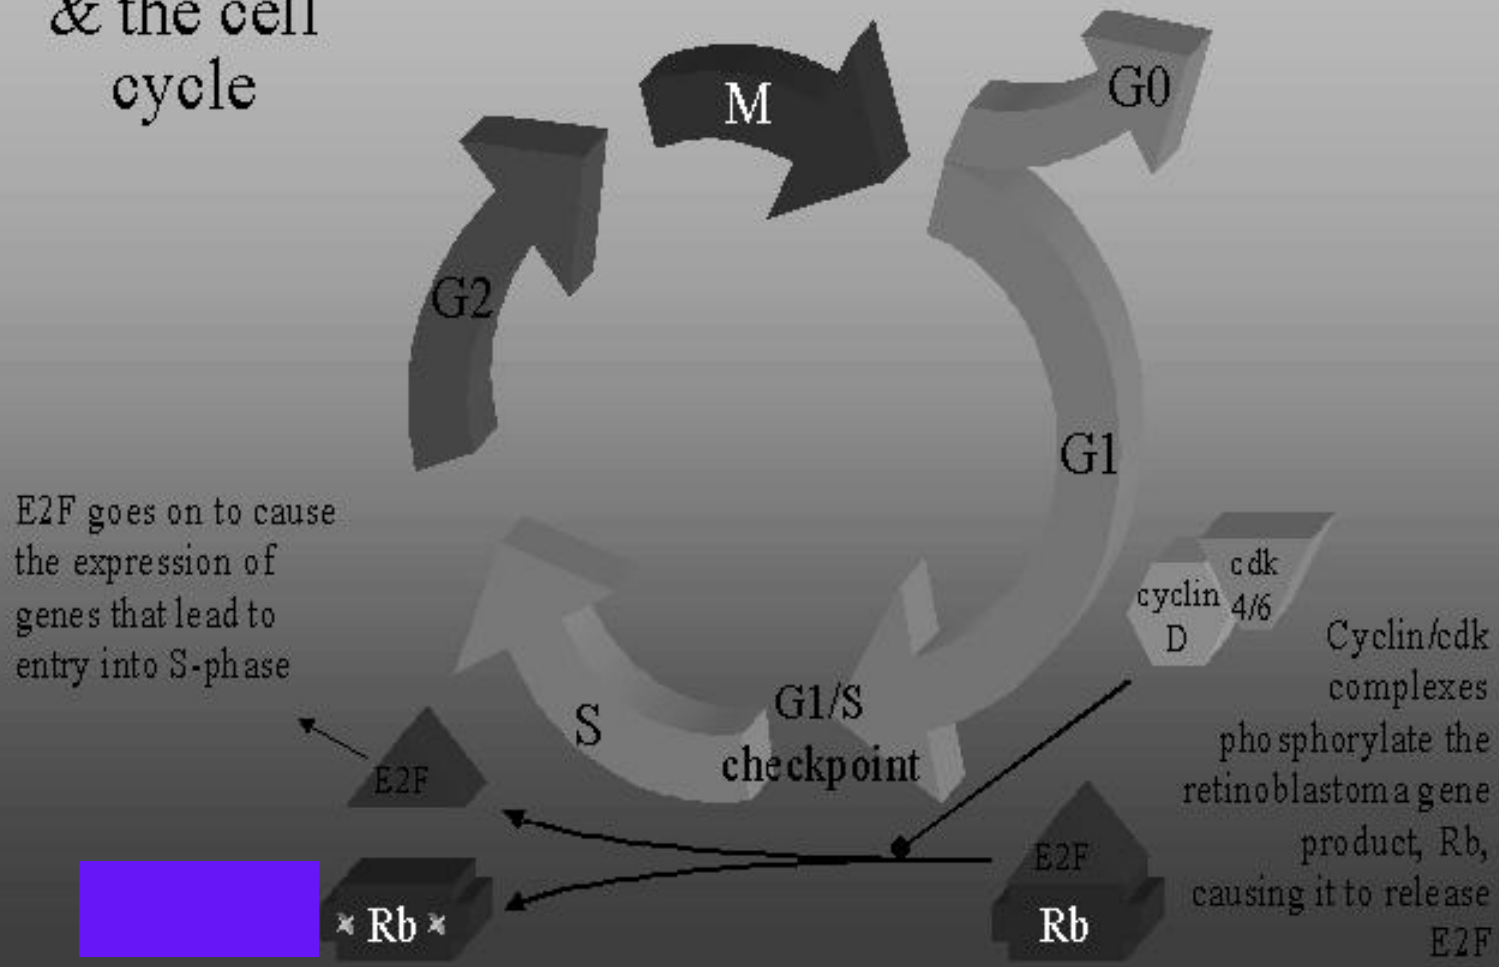 & the cell
cycle
M
G0
G2
G1
E2F goes on to cause
the expression of
genes that lead to
entry into S-phase
cdk
4/6
cyclin
D
Cyclin/cdk
complexes
phosphorylate the
retinoblastoma gene
product, Rb,
causing it to release
E2F
S
G1/S
checkpoint
E2F
× Rb ×
E2F
Rb